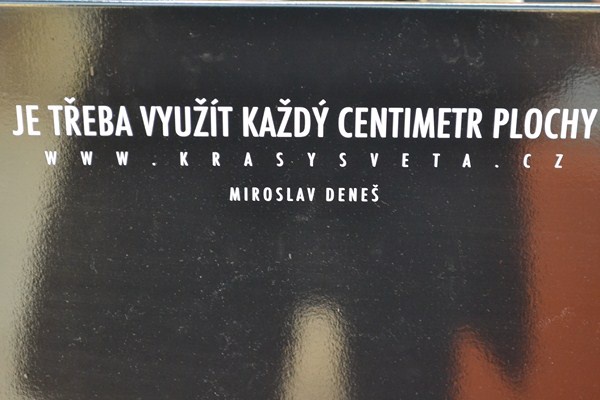 JE TŘEBA VYUŽÍT KAŽDÝ CENTIMETR PLOCHY
WWW.KRASYSVETA.CZ
MIROSLAV DENEŠ